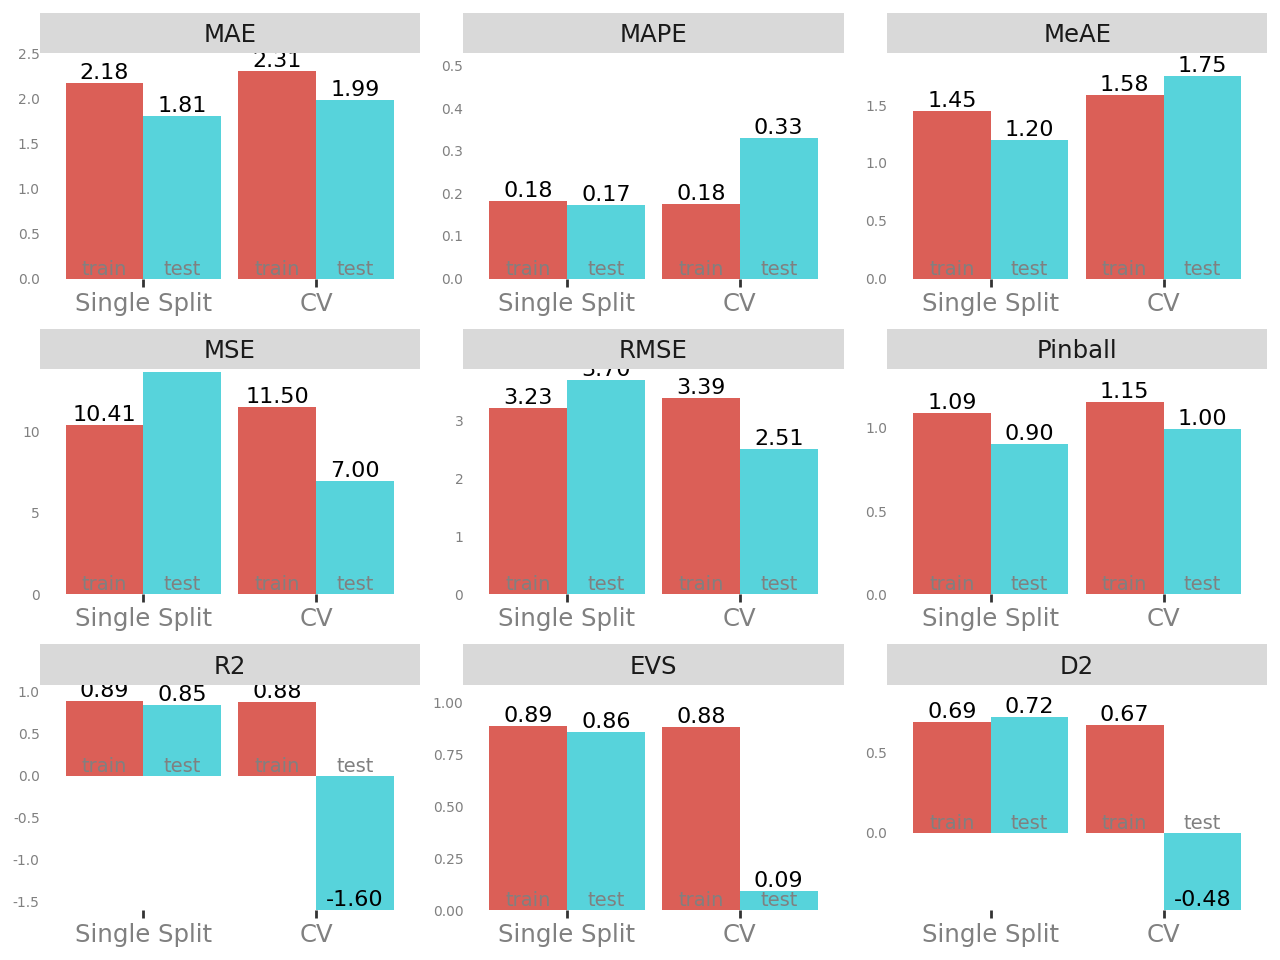 MAE MAPE MeAE
2.5 2.0 1.5 1.0 0.5 0.0
2.18 1.81 2.31 1.99
train test train test
Single Split CV
0.5 0.4 0.3 0.2 0.1 0.0
0.18 0.17 0.18 0.33
train test train test
Single Split CV
1.5 1.0 0.5 0.0
1.45 1.20 1.58 1.75
train test train test
Single Split CV
MSE RMSE Pinball
10 5 0
10.41 11.50 7.00
train test train test
Single Split CV
3 2 1 0
3.23 3.70 3.39 2.51
train test train test
Single Split CV
1.0 0.5 0.0
1.09 0.90 1.15 1.00
train test train test
Single Split CV
R2 EVS D2
1.0 0.5 0.0 -0.5 -1.0 -1.5
0.89 0.85 0.88 -1.60
train test train test
Single Split CV
1.00 0.75 0.50 0.25 0.00
0.89 0.86 0.88 0.09
train test train test
Single Split CV
0.5 0.0
0.69 0.72 0.67 -0.48
train test train test
Single Split CV